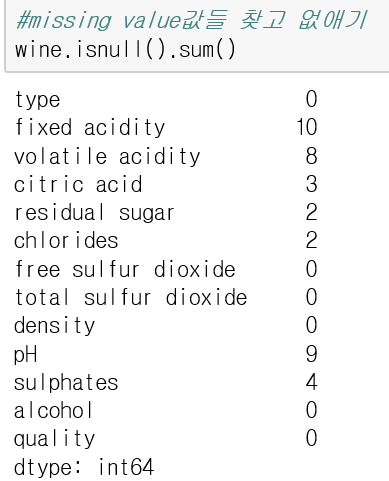 #missing value값들 찾고 없애기
wine.isnull().sum()
type 0
fixed acidity 10
volatile acidity 8
citric acid 3
residual sugar 2
chlorides 2
free sulfur dioxide 0
total sulfur dioxide 0
density 0
pH 9
sulphates 4
alcohol 0
quality 0
dtype: int64